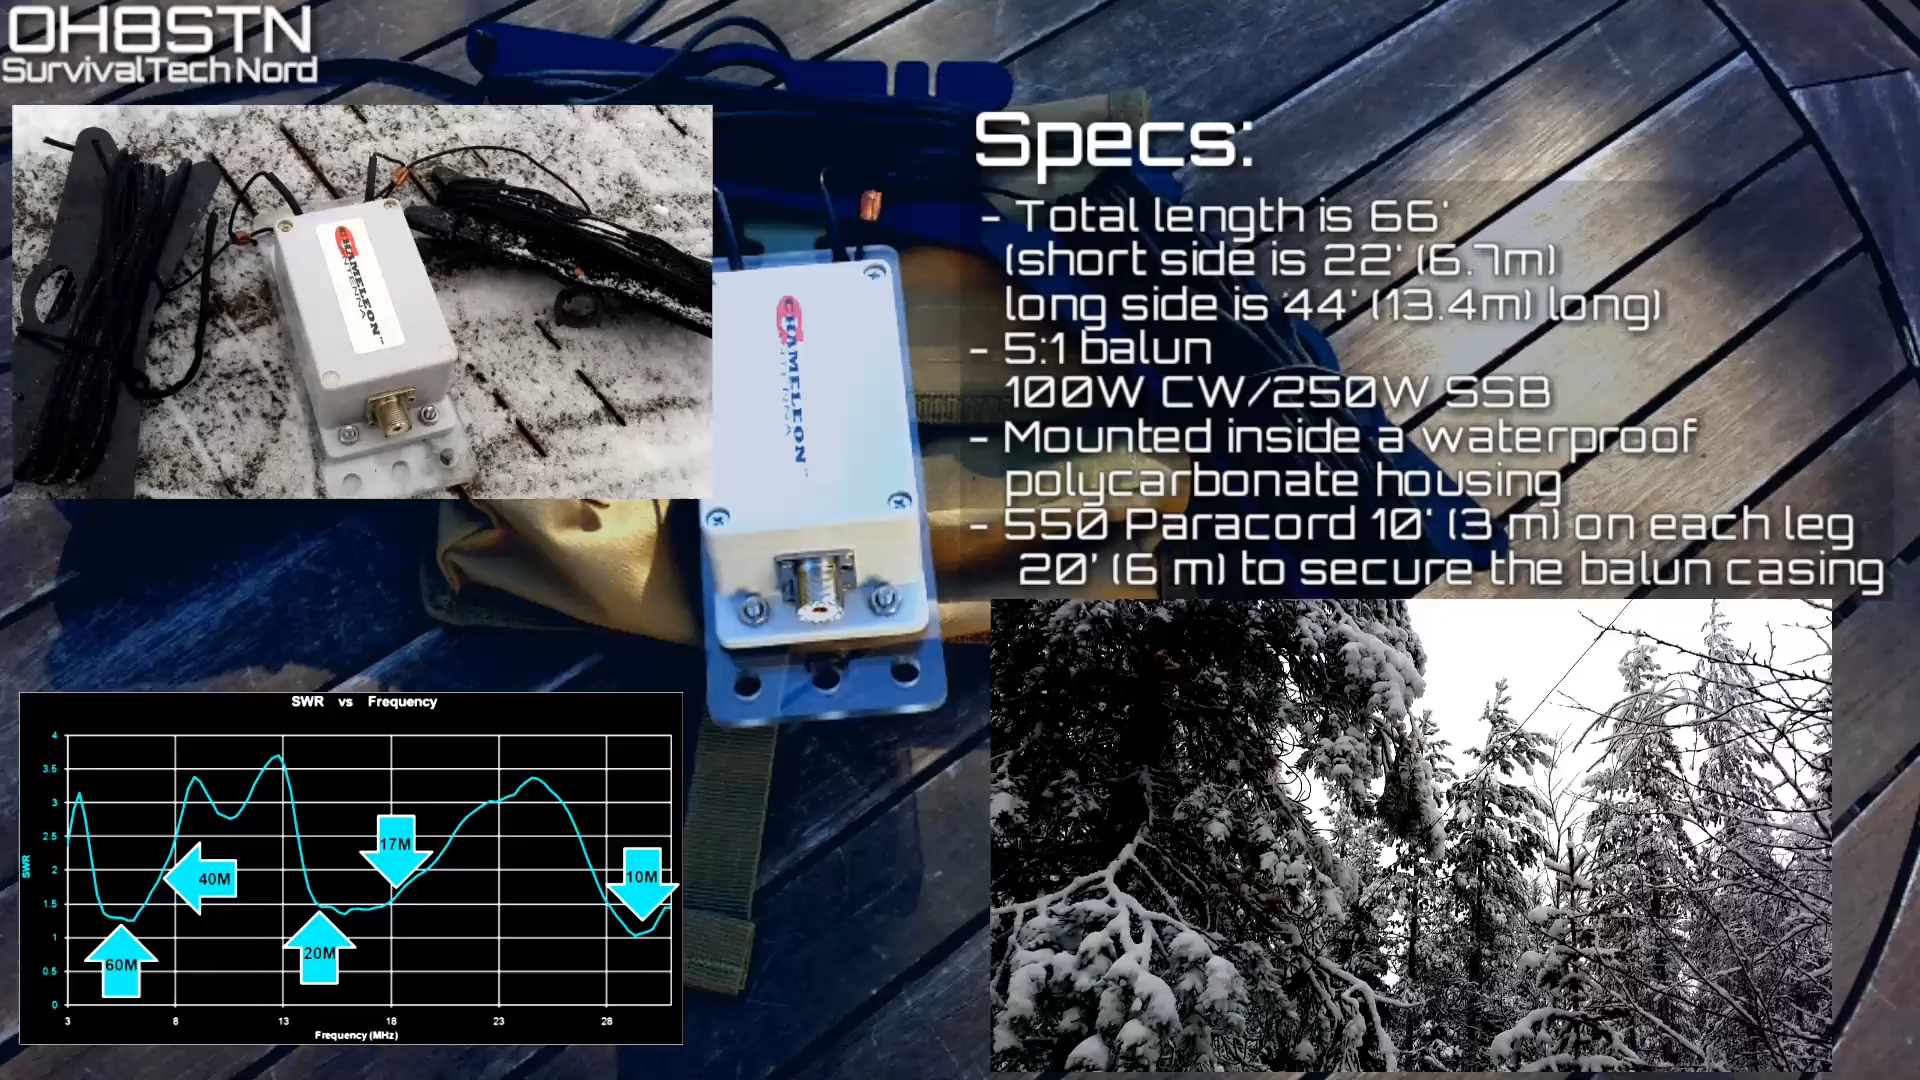 OH8STN
SurvivalTechNord
CHAMELEON™
ANTENNA
CHAMELEON™
ANTENNA
Specs:
- Total length is 66'
(short side is 22' (6.7m)
long side is 44' (13.4m) long)
- 5:1 balun
100W CW/250W SSB
- Mounted inside a waterproof
polycarbonate housing
- 550 Paracord 10' (3 m) on each leg
20' (6 m) to secure the balun casing
SWR vs Frequency
4
3.5
3
2.5
2
1.5
1
0.5
0
SWR
17M
10M
40M
20M
60M
3 8 13 18 23 28
Frequency (MHz)